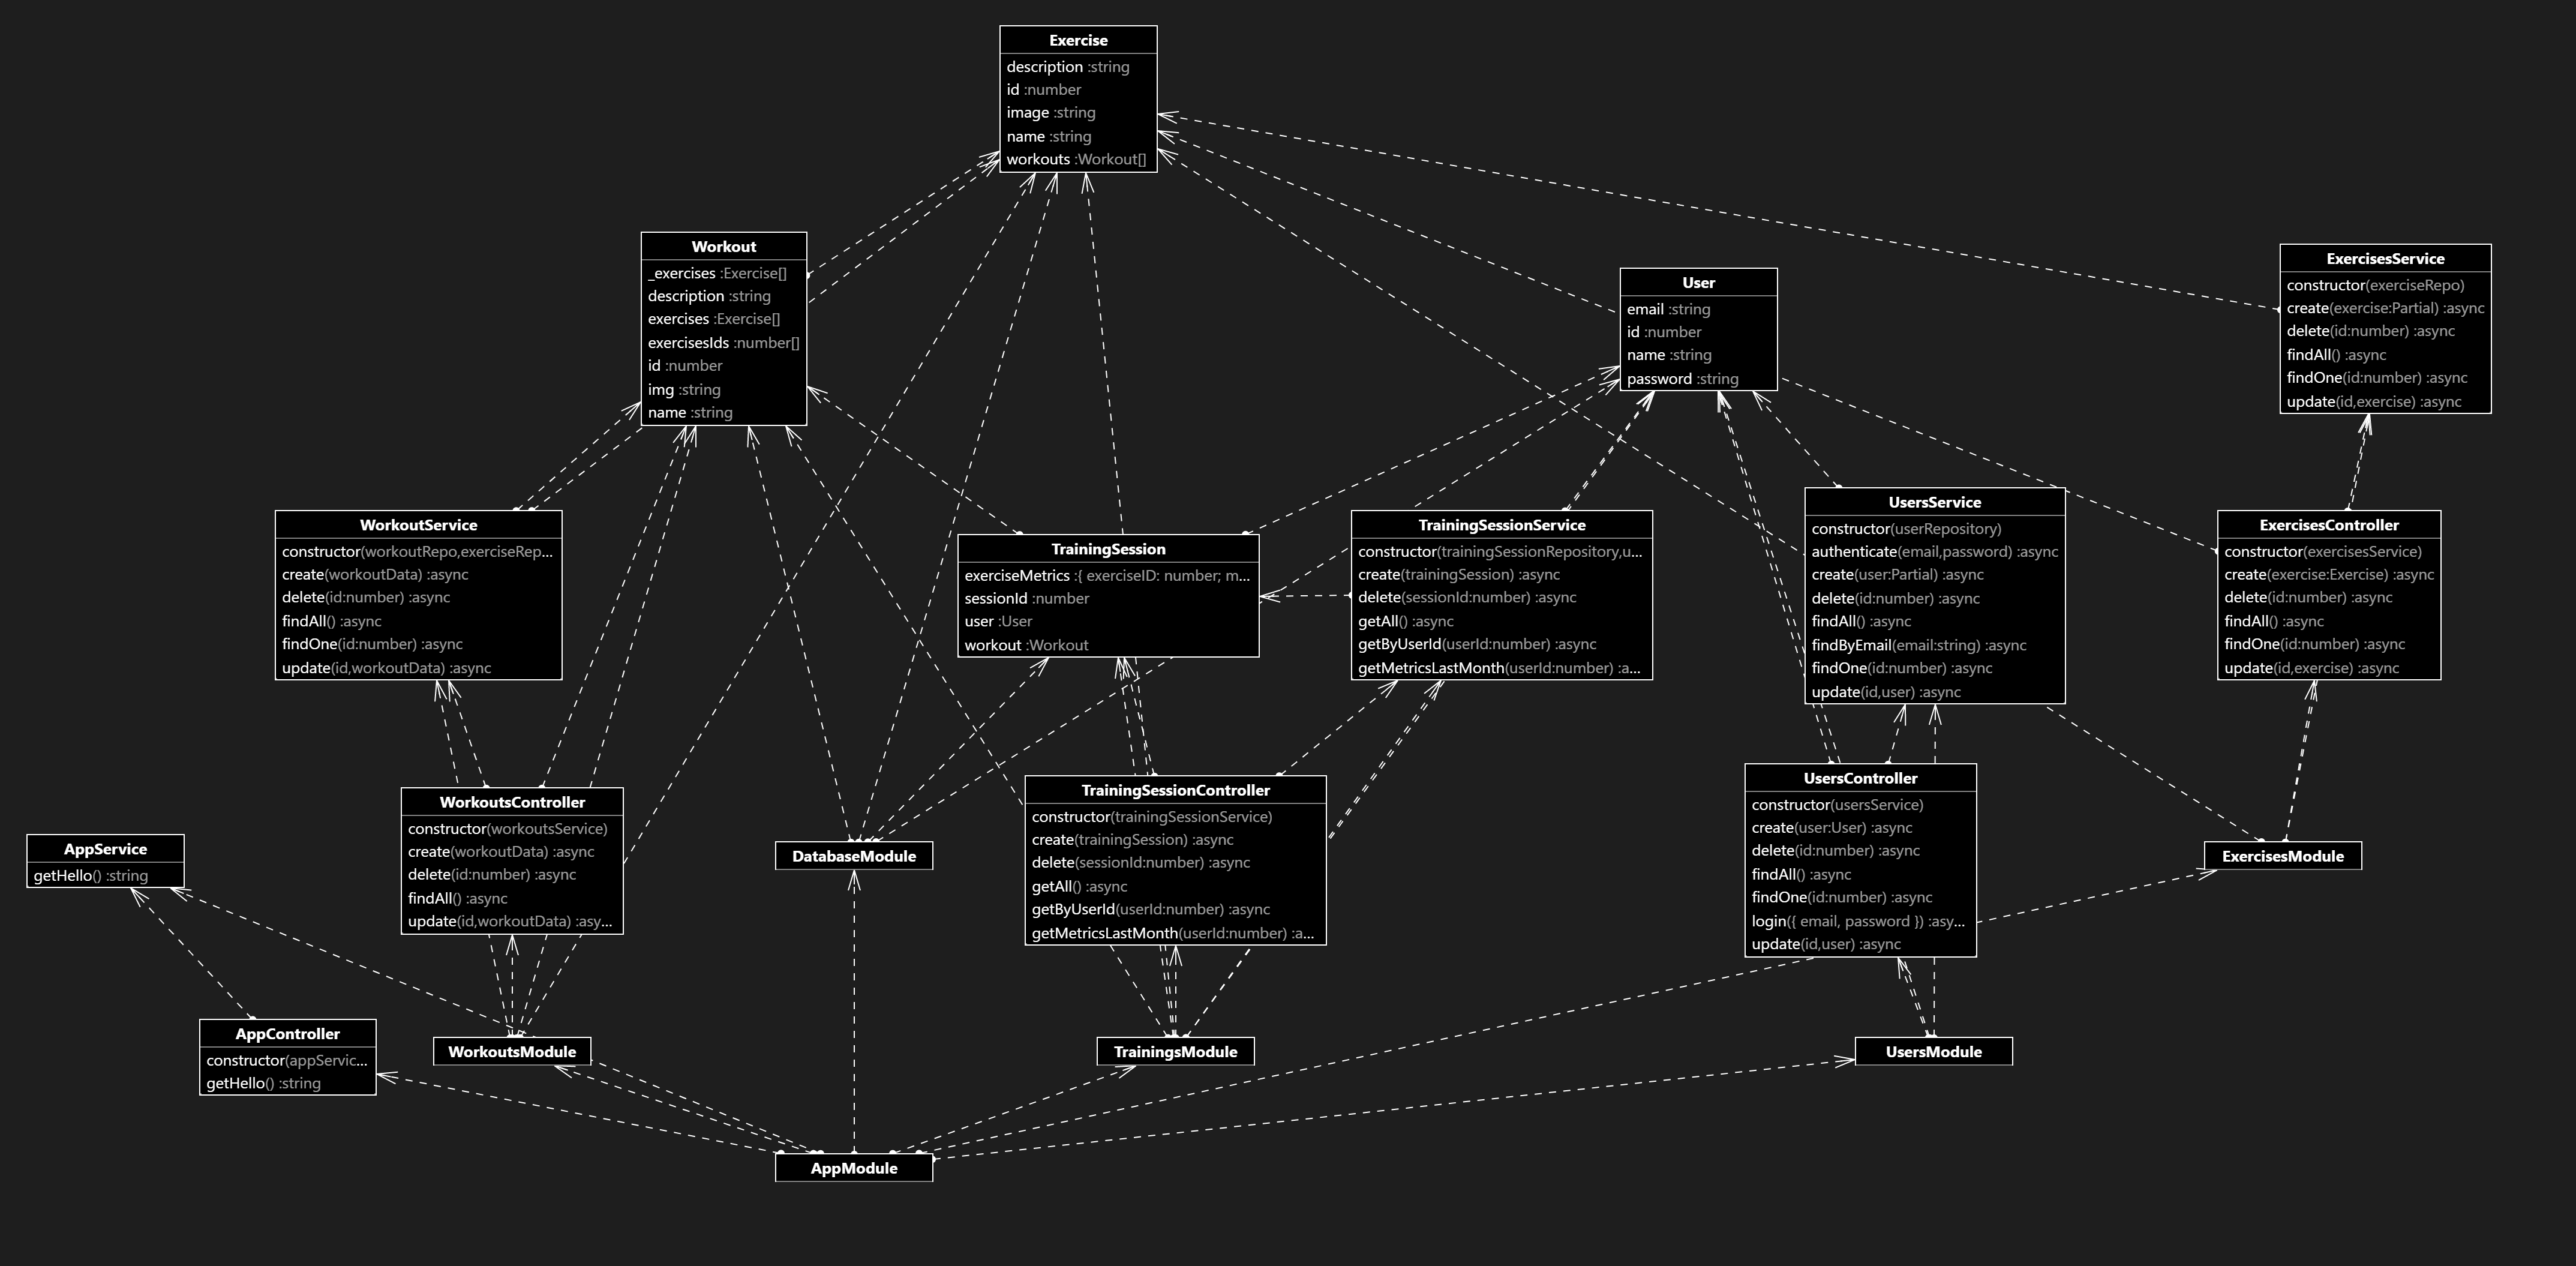 Exercise
description :string
id :number
image :string
name :string
workouts :Workout[]
Workout
_exercises :Exercise[]
description :string
exercises :Exercise[]
exercisesIds :number[]
id :number
img :string
name :string
User
email :string
id :number
name :string
password :string
ExercisesService
constructor(exerciseRepo)
create(exercise:Partial) :async
delete(id:number) :async
findAll() :async
findOne(id:number) :async
update(id,exercise) :async
WorkoutService
constructor(workoutRepo,exerciseRep...
create(workoutData) :async
delete(id:number) :async
findAll() :async
findOne(id:number) :async
update(id,workoutData) :async
TrainingSession
exerciseMetrics :{ exerciseID: number; m...
sessionId :number
user :User
workout :Workout
TrainingSessionService
constructor(trainingSessionRepository,u...
create(trainingSession) :async
delete(sessionId:number) :async
getAll() :async
getByUserId(userId:number) :async
getMetricsLastMonth(userId:number) :a...
UsersService
constructor(userRepository)
authenticate(email,password) :async
create(user:Partial) :async
delete(id:number) :async
findAll() :async
findByEmail(email:string) :async
findOne(id:number) :async
update(id,user) :async
ExercisesController
constructor(exercisesService)
create(exercise:Exercise) :async
delete(id:number) :async
findAll() :async
findOne(id:number) :async
update(id,exercise) :async
AppService
getHello() :string
WorkoutsController
constructor(workoutsService)
create(workoutData) :async
delete(id:number) :async
findAll() :async
update(id,workoutData) :asy...
DatabaseModule
TrainingSessionController
constructor(trainingSessionService)
create(trainingSession) :async
delete(sessionId:number) :async
getAll() :async
getByUserId(userId:number) :async
getMetricsLastMonth(userId:number) :a...
UsersController
constructor(usersService)
create(user:User) :async
delete(id:number) :async
findAll() :async
findOne(id:number) :async
login({ email, password }) :asy...
update(id,user) :async
ExercisesModule
AppController
constructor(appServic...
getHello() :string
WorkoutsModule
TrainingsModule
UsersModule
AppModule